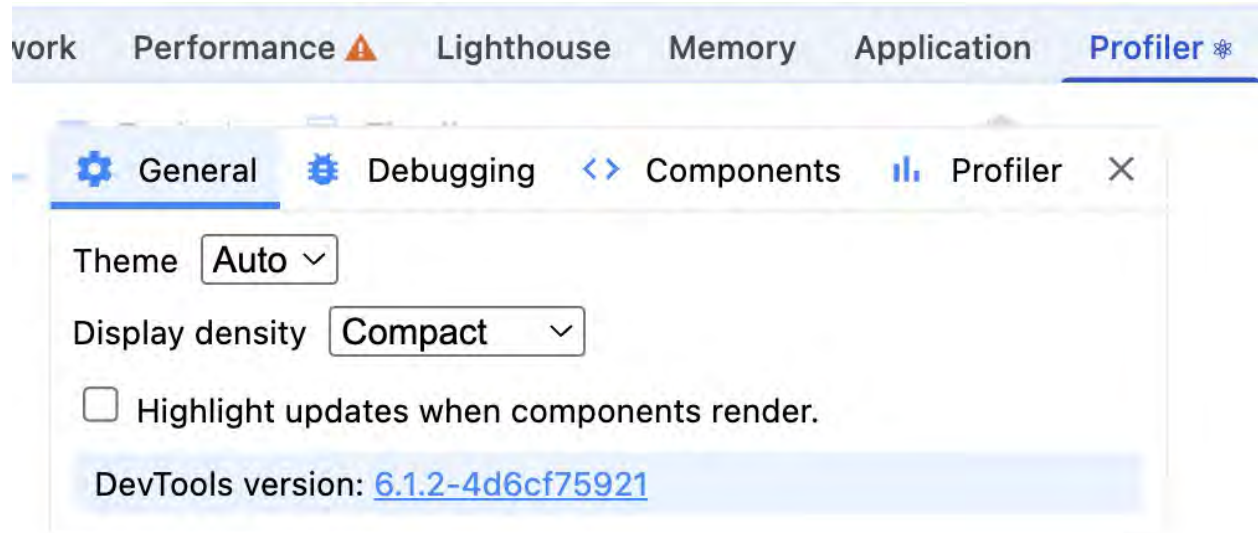 work Performance Lighthouse Memory Application Profiler
General Debugging Components Profiler
Theme Auto
Display density Compact
Highlight updates when components render.
DevTools version: 6.1.2-4d6cf75921